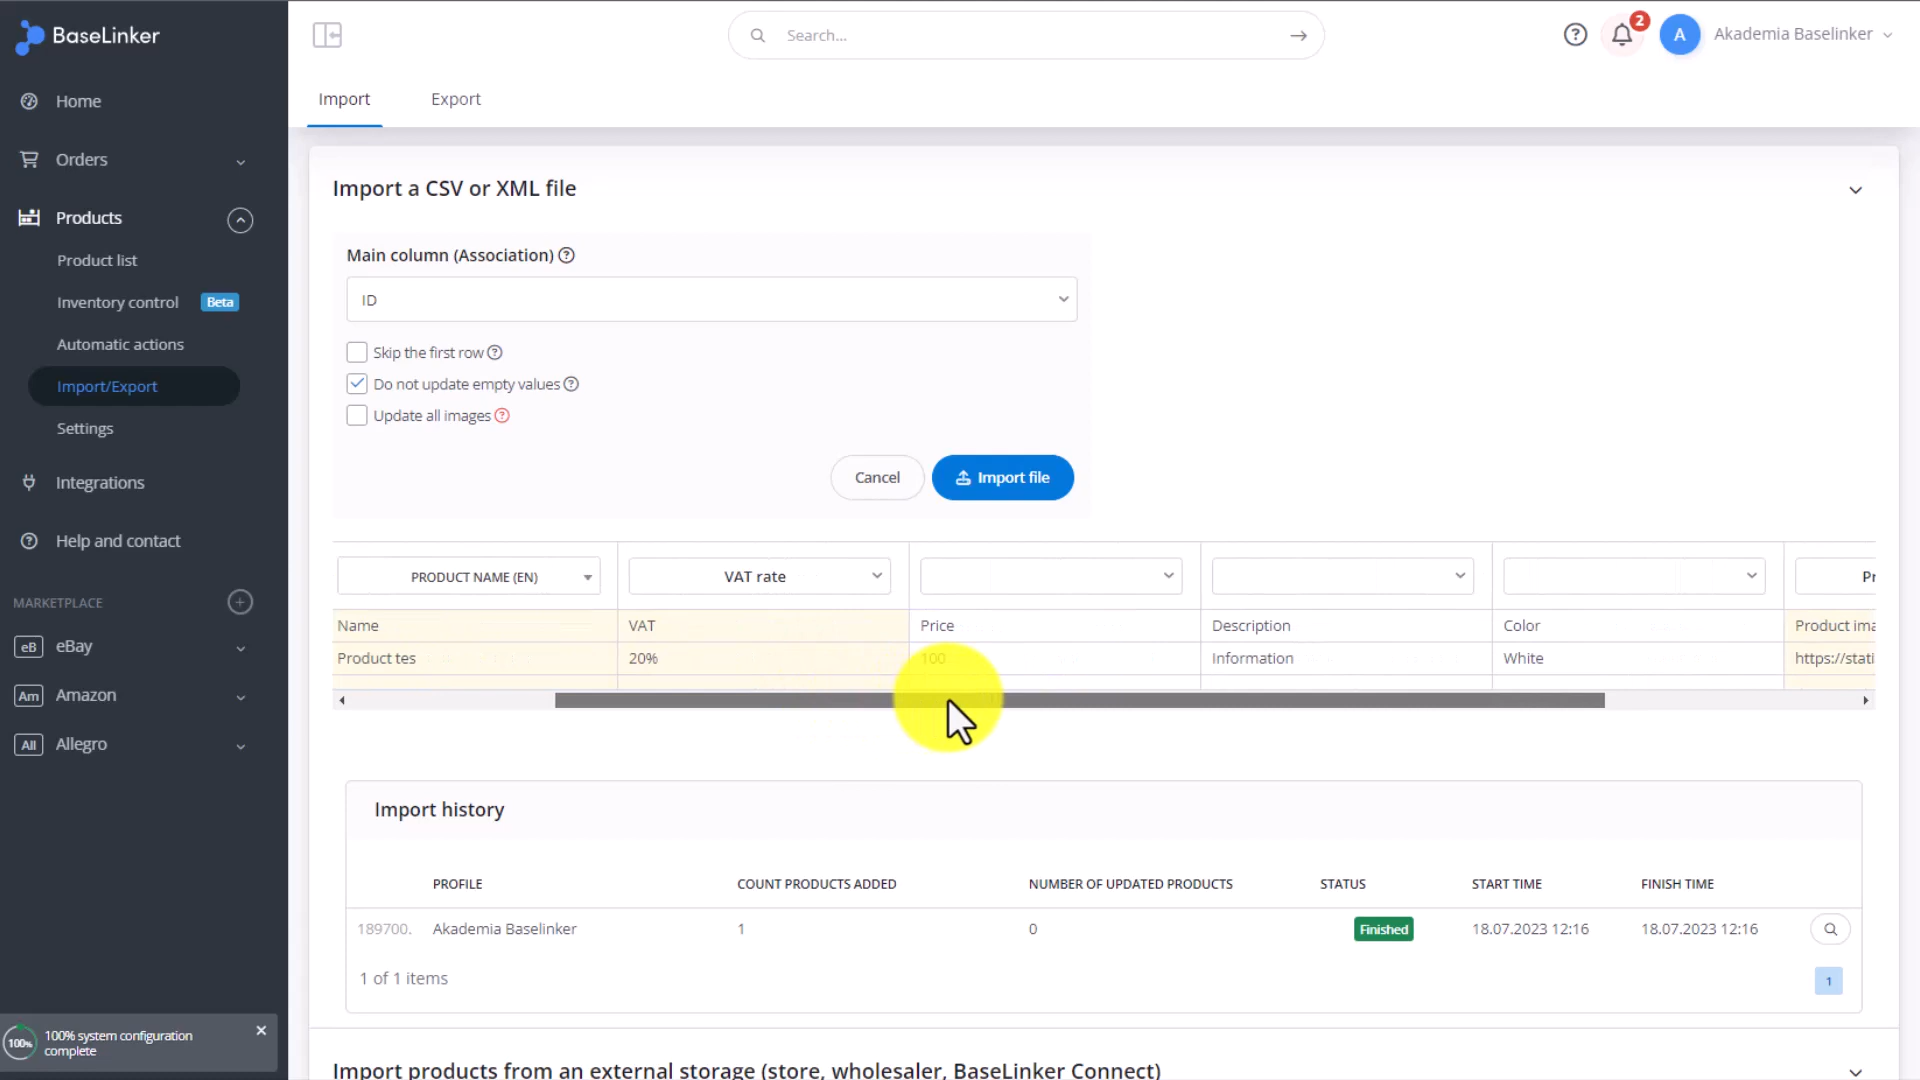 BaseLinker
Search...
2
A
Akademia Baselinker
Home
Import
Export
Orders
Import a CSV or XML file
Products
Main column (Association)
Product list
ID
Inventory control
Beta
Automatic actions
Skip the first row
Import/Export
Do not update empty values
Update all images
Settings
Cancel
Import file
Integrations
Help and contact
PRODUCT NAME (EN)
VAT rate
Pr
MARKETPLACE
Name
VAT
Price
Description
Color
Product ima
eB
eBay
Product tes
20%
100
Information
White
https://stati
Am
Amazon
All
Allegro
Import history
PROFILE
COUNT PRODUCTS ADDED
NUMBER OF UPDATED PRODUCTS
STATUS
START TIME
FINISH TIME
189700.
Akademia Baselinker
1
0
Finished
18.07.2023 12:16
18.07.2023 12:16
1 of 1 items
1
100%
100% system configuration
complete
Import products from an external storage (store, wholesaler, BaseLinker Connect)